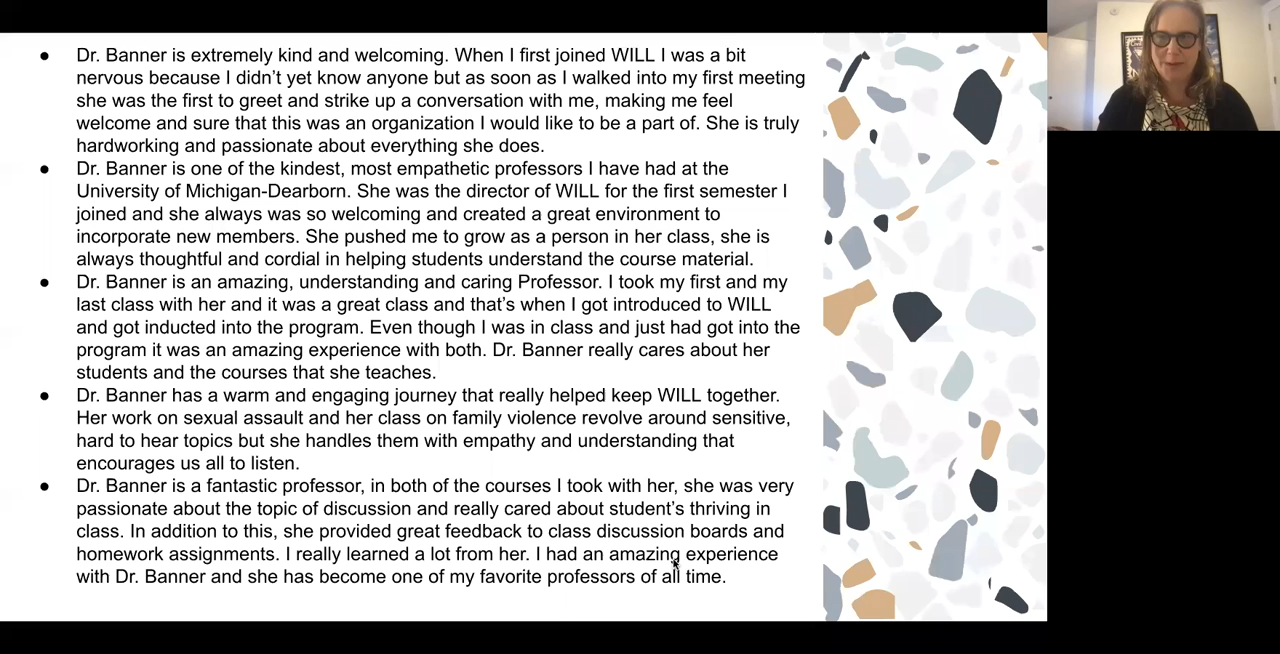 ● Dr. Banner is extremely kind and welcoming. When I first joined WILL I was a bit
nervous because I didn't yet know anyone but as soon as I walked into my first meeting
she was the first to greet and strike up a conversation with me, making me feel
welcome and sure that this was an organization I would like to be a part of. She is truly
hardworking and passionate about everything she does.
● Dr. Banner is one of the kindest, most empathetic professors I have had at the
University of Michigan-Dearborn. She was the director of WILL for the first semester I
joined and she always was so welcoming and created a great environment to
incorporate new members. She pushed me to grow as a person in her class, she is
always thoughtful and cordial in helping students understand the course material.
● Dr. Banner is an amazing, understanding and caring Professor. I took my first and my
last class with her and it was a great class and that's when I got introduced to WILL
and got inducted into the program. Even though I was in class and just had got into the
program it was an amazing experience with both. Dr. Banner really cares about her
students and the courses that she teaches.
● Dr. Banner has a warm and engaging journey that really helped keep WILL together.
Her work on sexual assault and her class on family violence revolve around sensitive,
hard to hear topics but she handles them with empathy and understanding that
encourages us all to listen.
● Dr. Banner is a fantastic professor, in both of the courses I took with her, she was very
passionate about the topic of discussion and really cared about student's thriving in
class. In addition to this, she provided great feedback to class discussion boards and
homework assignments. I really learned a lot from her. I had an amazing experience
with Dr. Banner and she has become one of my favorite professors of all time.